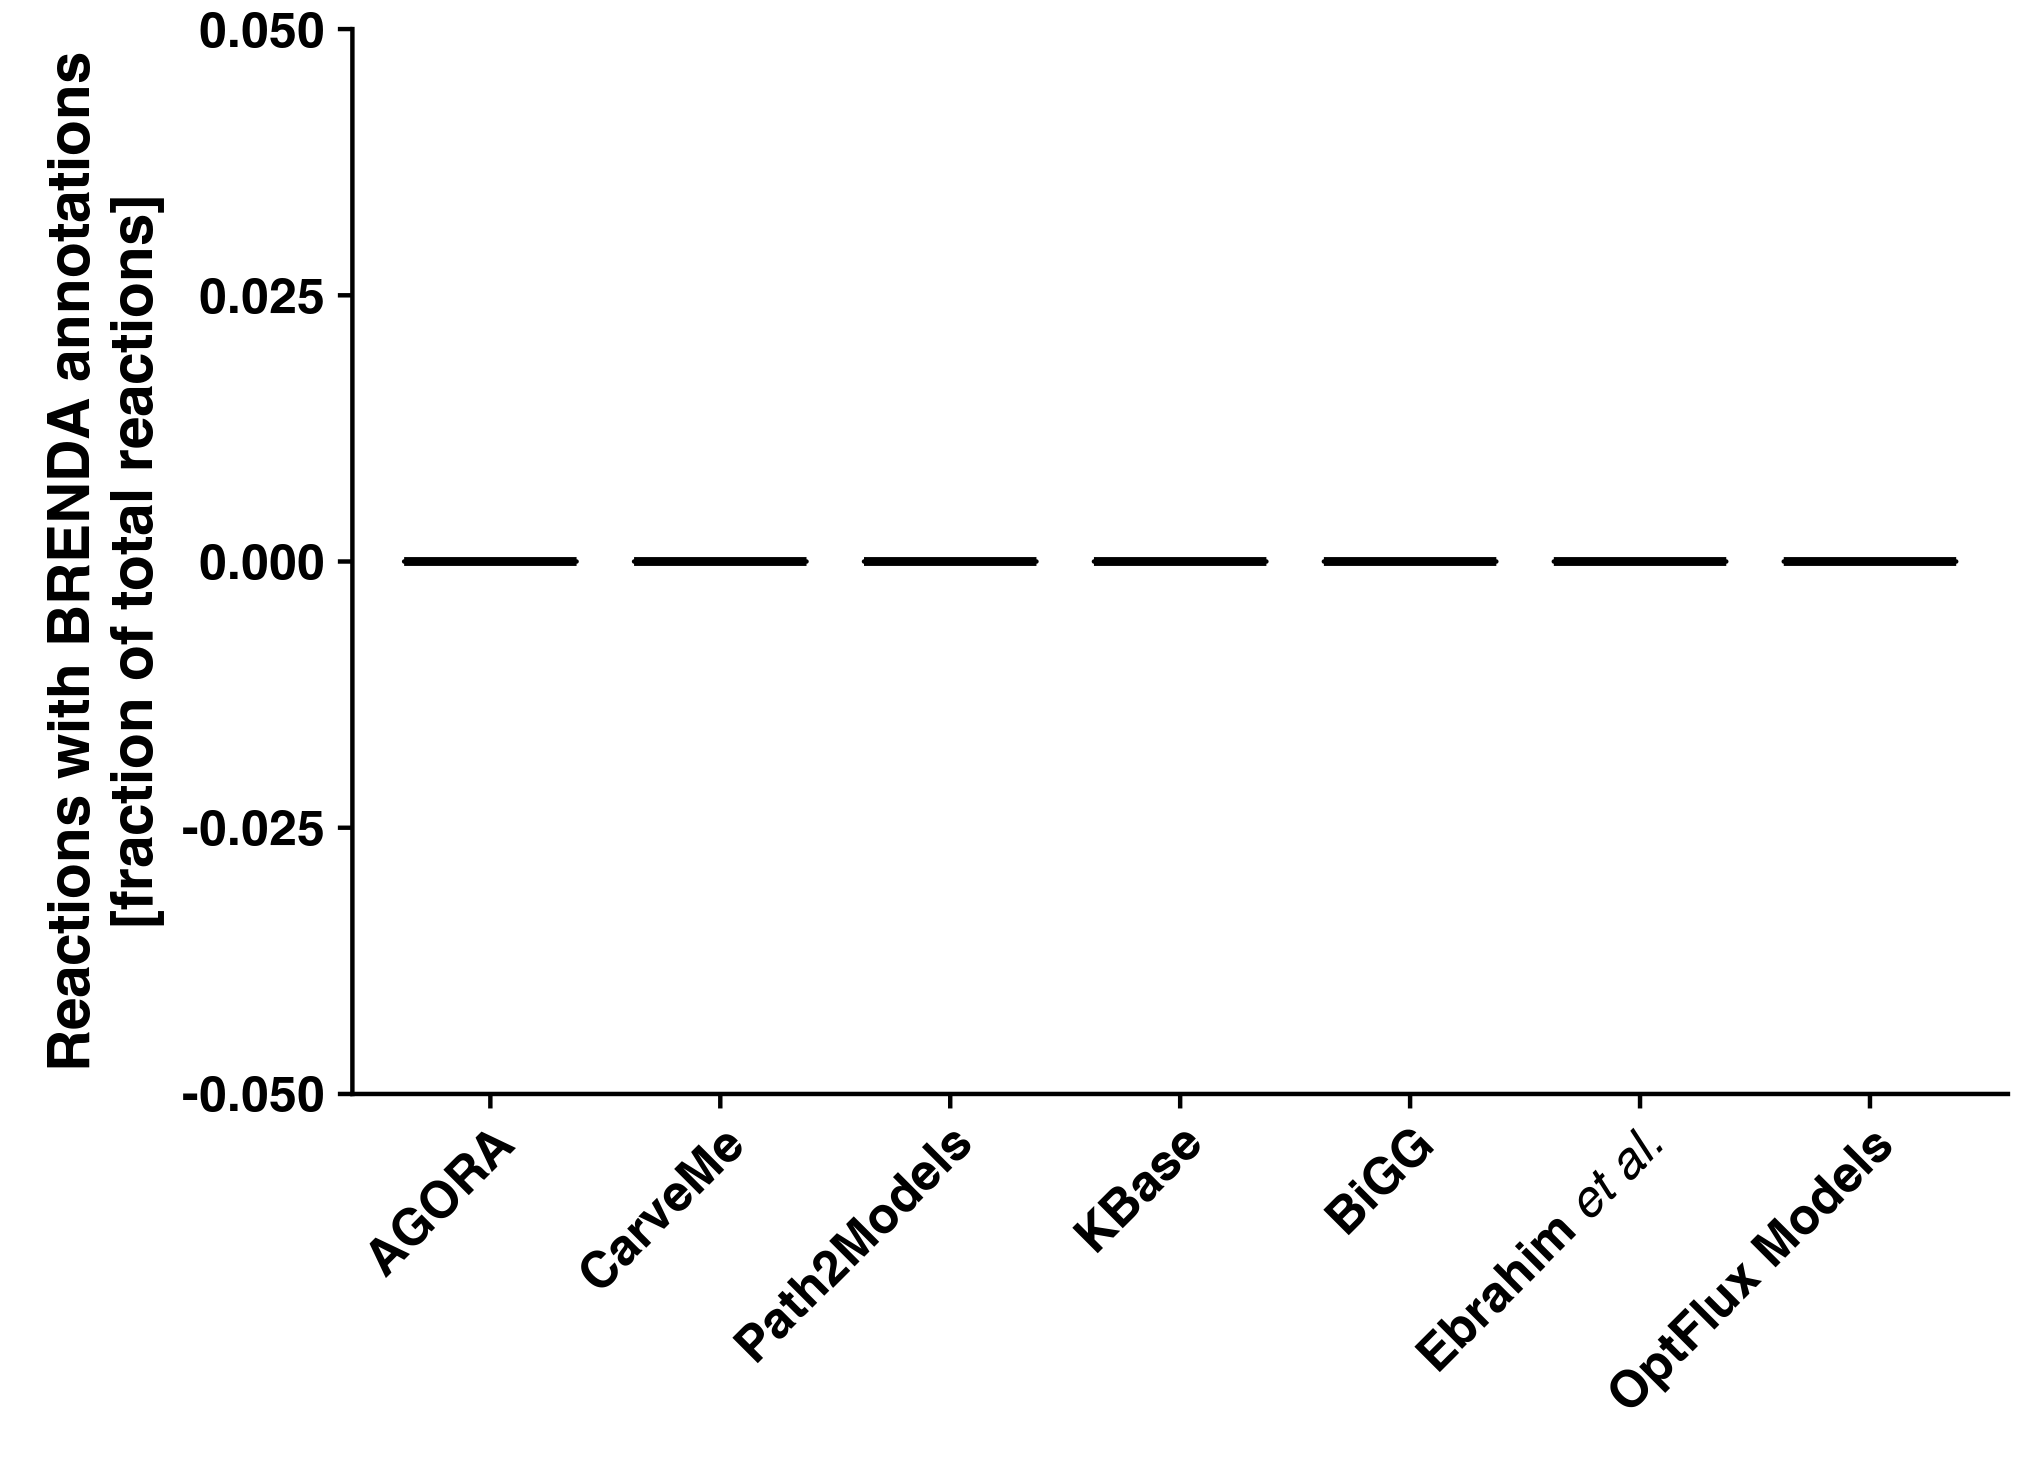 Reactions with BRENDA annotations
[fraction of total reactions]
0.050
0.025
0.000
-0.025
-0.050
AGORA
CarveMe
Path2Models
KBase
BiGG
Ebrahim et al.
OptFlux Models